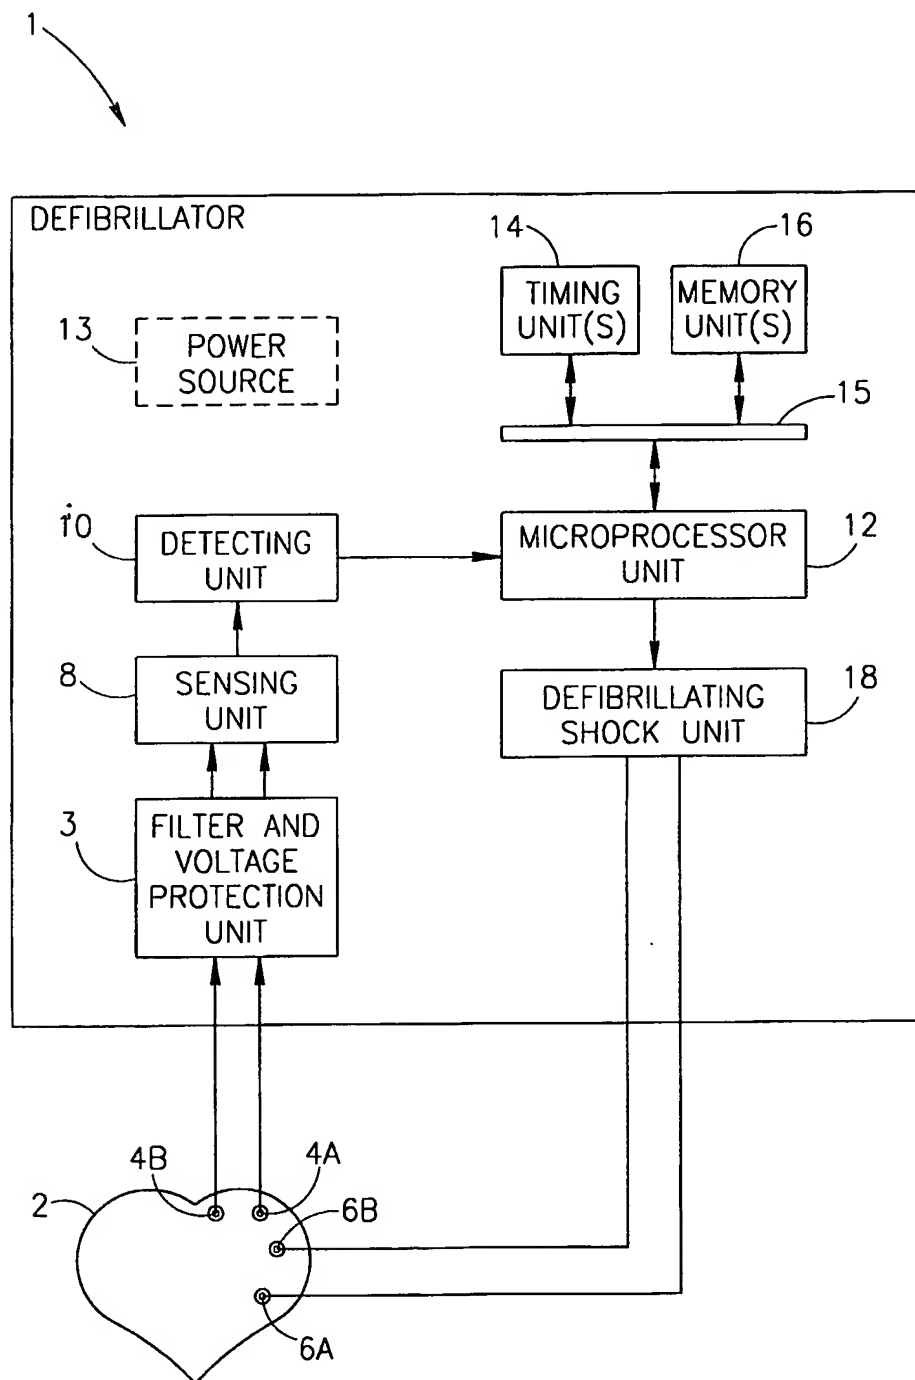 1
DEFIBRILLATOR
14
16
TIMING
UNIT(S)
MEMORY
UNIT(S)
13
POWER
SOURCE
15
10
DETECTING
UNIT
MICROPROCESSOR
UNIT
12
8
SENSING
UNIT
DEFIBRILLATING
SHOCK UNIT
18
3
FILTER AND
VOLTAGE
PROTECTION
UNIT
4B
4A
2
6B
6A